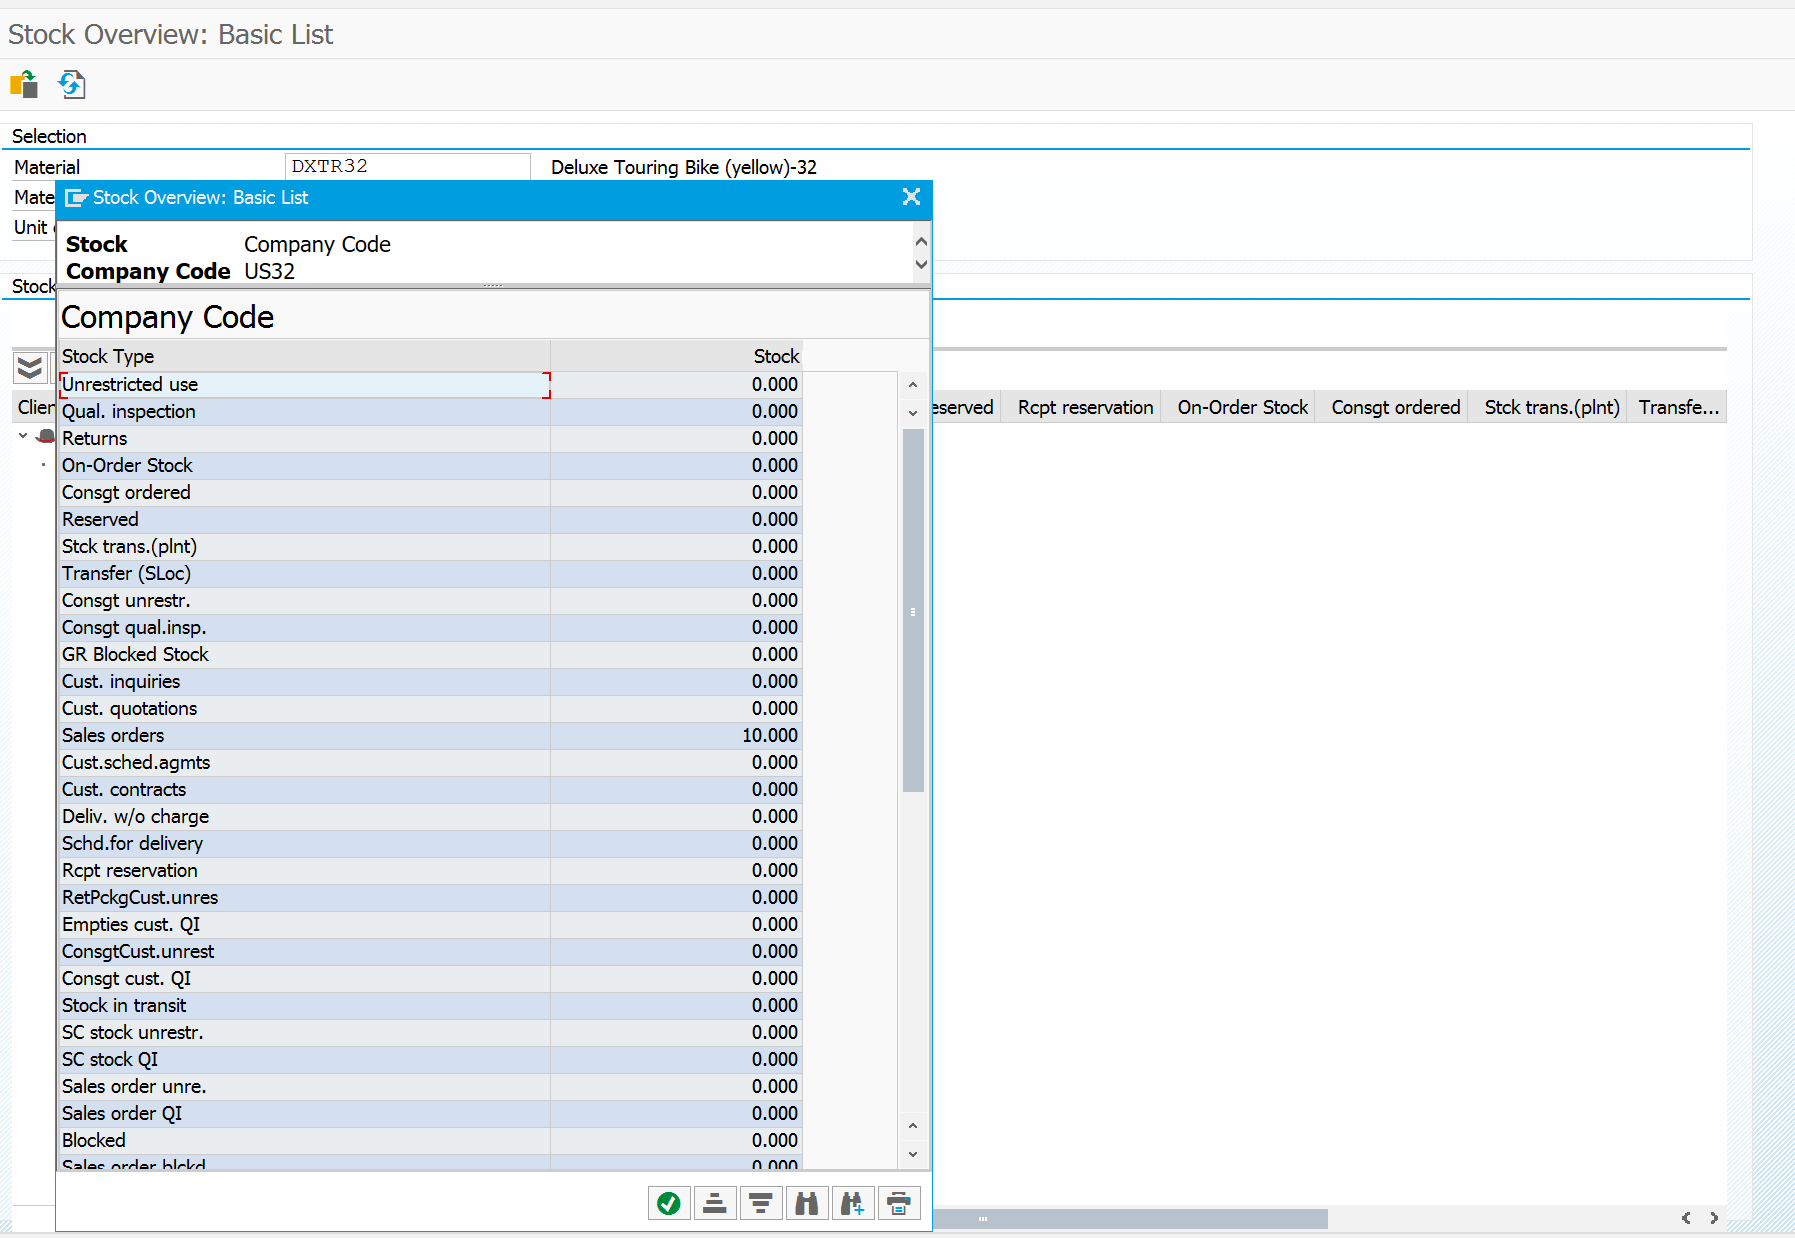 Stock Overview: Basic List
Selection
Material DXTR32 Deluxe Touring Bike (yellow)-32
Mate
Unit
Stock
Clien
Stock Overview: Basic List
Stock Company Code
Company Code US32
Company Code
Stock Type Stock
Unrestricted use 0.000
Qual. inspection 0.000
Returns 0.000
On-Order Stock 0.000
Consgt ordered 0.000
Reserved 0.000
Stck trans.(plnt) 0.000
Transfer (SLoc) 0.000
Consgt unrestr. 0.000
Consgt qual.insp. 0.000
GR Blocked Stock 0.000
Cust. inquiries 0.000
Cust. quotations 0.000
Sales orders 10.000
Cust.sched.agmts 0.000
Cust. contracts 0.000
Deliv. w/o charge 0.000
Schd.for delivery 0.000
Rcpt reservation 0.000
RetPckgCust.unres 0.000
Empties cust. QI 0.000
ConsgtCust.unrest 0.000
Consgt cust. QI 0.000
Stock in transit 0.000
SC stock unrestr. 0.000
SC stock QI 0.000
Sales order unre. 0.000
Sales order QI 0.000
Blocked 0.000
Sales order blckd 0.000
eserved Rcpt reservation On-Order Stock Consgt ordered Stck trans.(plnt) Transfe...